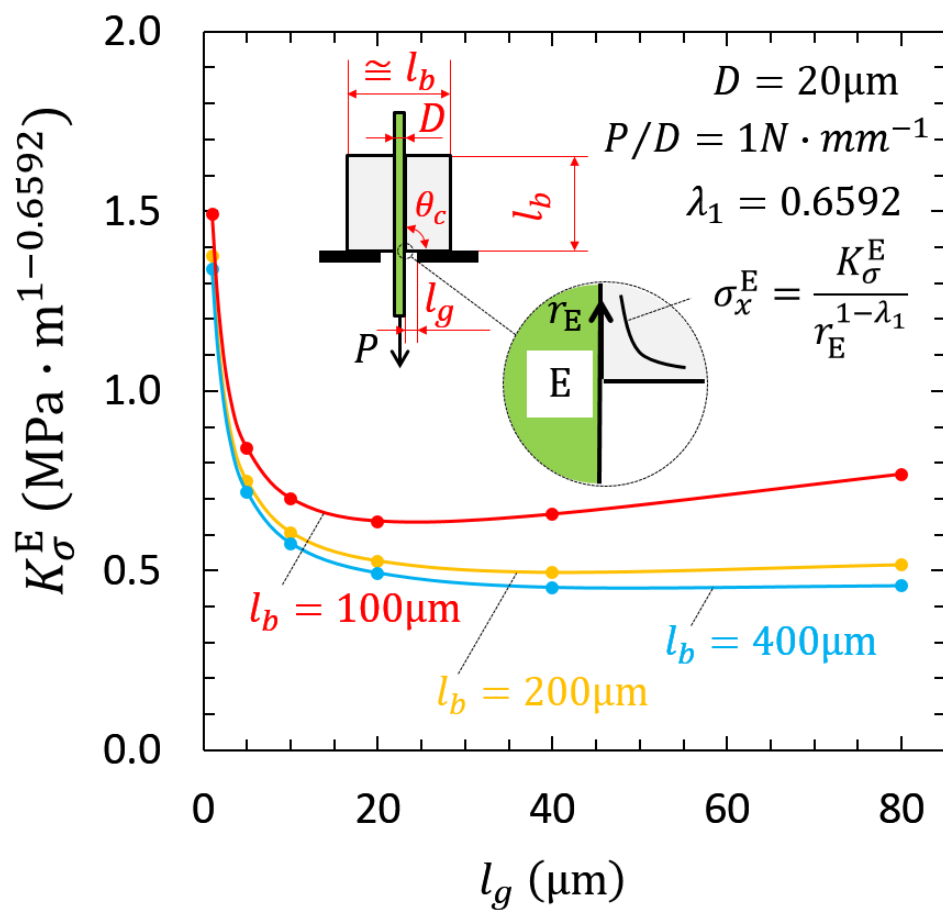 2.0
1.5
1.0
0.5
0.0
K_σ^E (MPa · m^{1−0.6592})
≅ l_b
D
θ_c
l_b
l_g
P
D = 20μm
P/D = 1N · mm^{−1}
λ_1 = 0.6592
σ_x^E = K_σ^E / r_E^{1−λ_1}
r_E
E
l_b = 100μm
l_b = 200μm
l_b = 400μm
0 20 40 60 80
l_g (μm)